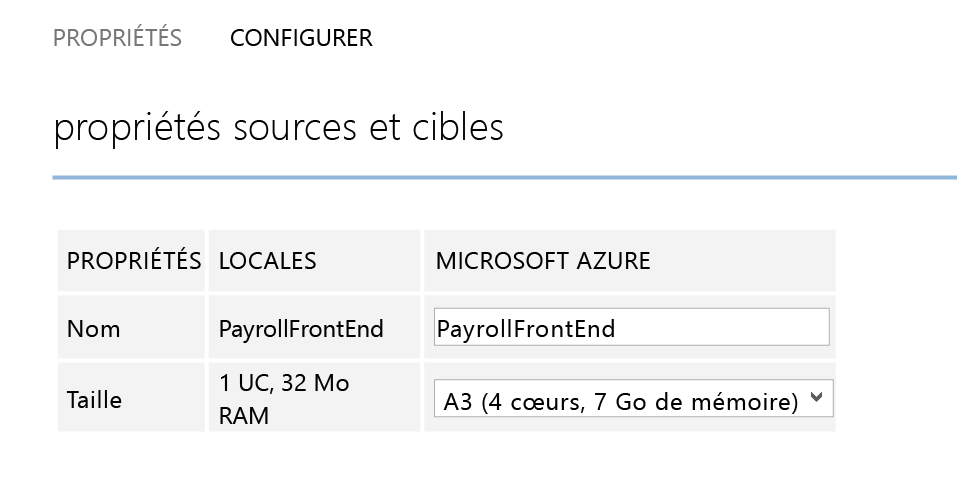 PROPRIÉTÉS CONFIGURER
propriétés sources et cibles
PROPRIÉTÉS LOCALES MICROSOFT AZURE
Nom PayrollFrontEnd PayrollFrontEnd
Taille 1 UC, 32 Mo RAM A3 (4 cœurs, 7 Go de mémoire)